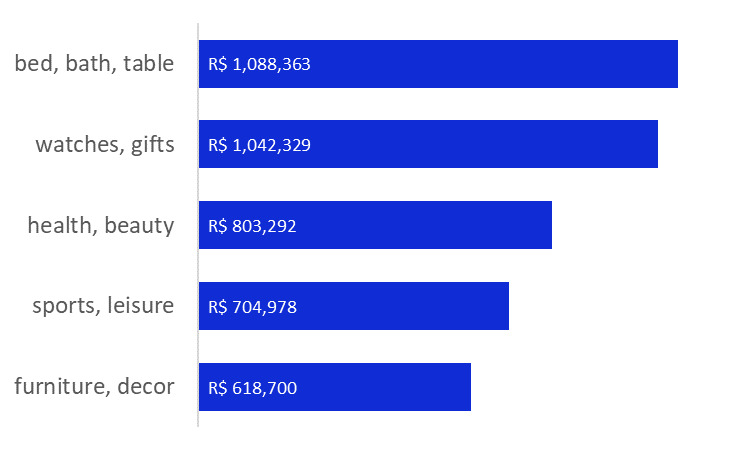 bed, bath, table R$ 1,088,363
watches, gifts R$ 1,042,329
health, beauty R$ 803,292
sports, leisure R$ 704,978
furniture, decor R$ 618,700